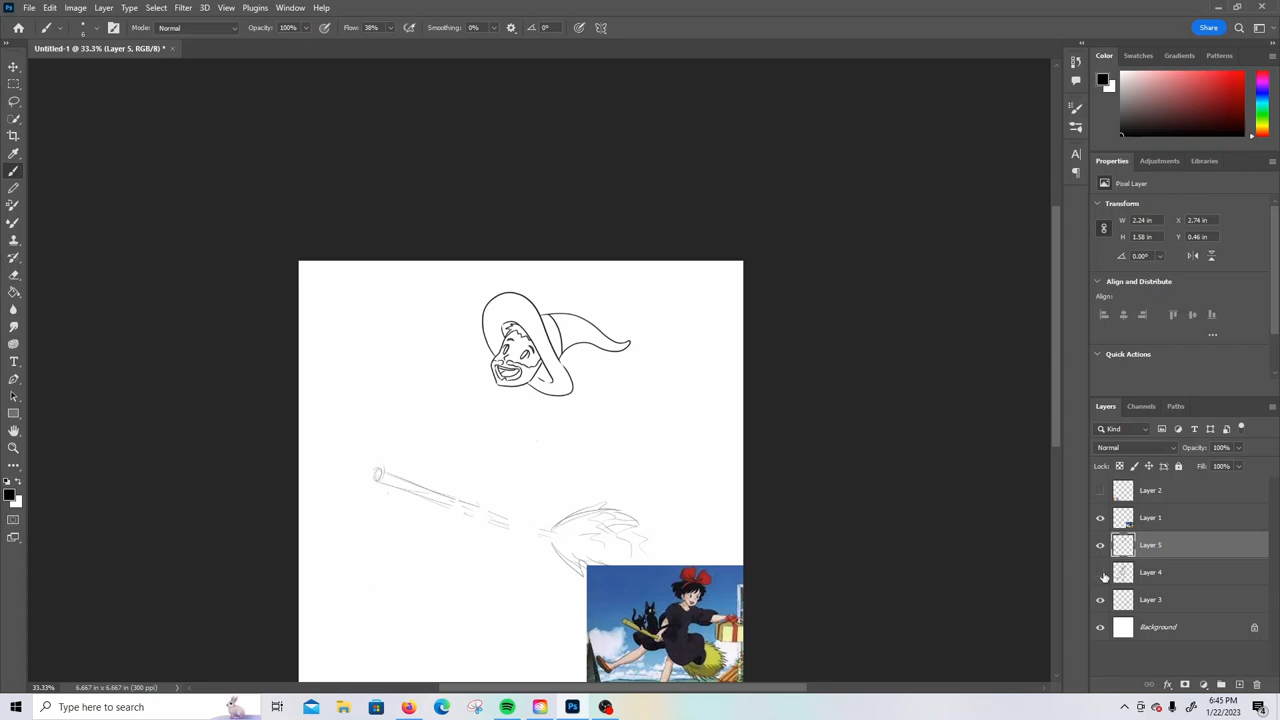 File Edit Image Layer Type Select Filter 3D View Plugins Window Help
6 Mode: Normal Opacity: 100% Flow: 38% Smoothing: 0% 0° Share
Untitled-1 @ 33.3% (Layer 5, RGB/8) *
Color Swatches Gradients Patterns
Properties Adjustments Libraries
Pixel Layer
Transform
W 2.24 in X 2.74 in
H 1.58 in Y 0.46 in
0.00°
Align and Distribute
Align:
Quick Actions
Layers Channels Paths
Kind
Normal Opacity: 100%
Lock: Fill: 100%
Layer 2
Layer 1
Layer 5
Layer 4
Layer 3
Background
33.33% 6.667 in x 6.667 in (300 ppi)
Type here to search
6:45 PM
1/22/2023